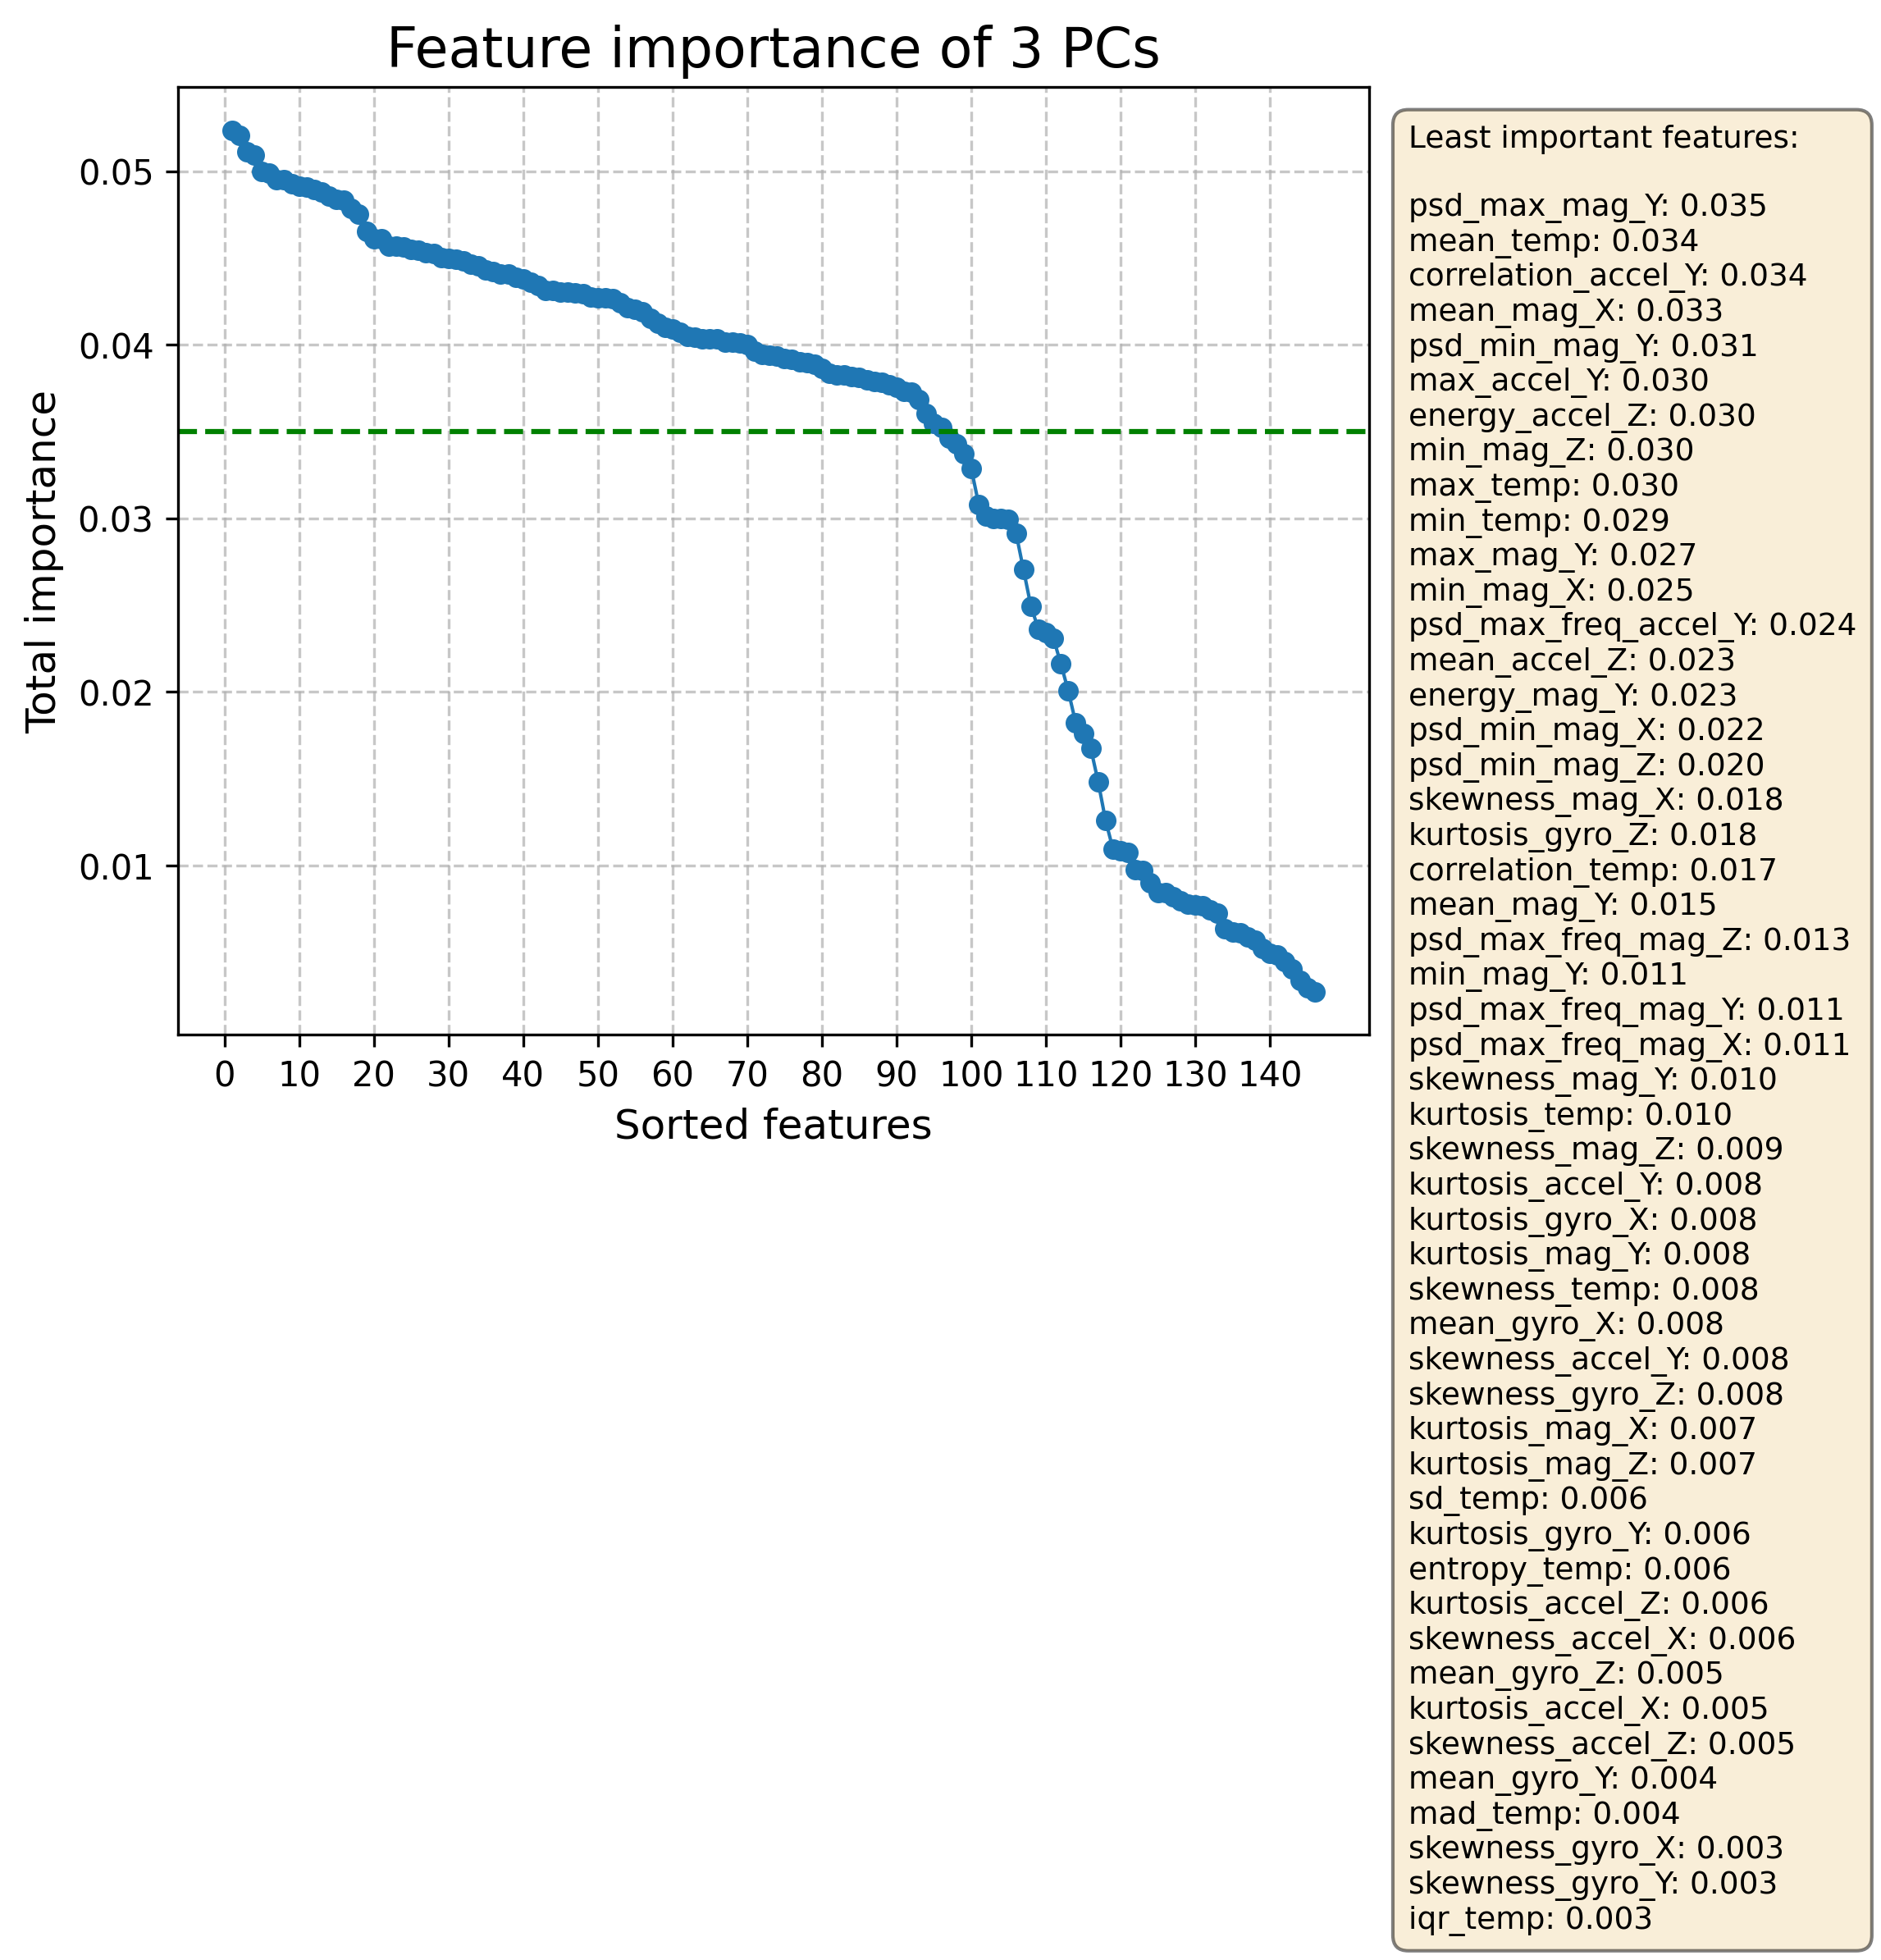 Feature importance of 3 PCs
Total importance
0.05
0.04
0.03
0.02
0.01
0 10 20 30 40 50 60 70 80 90 100 110 120 130 140
Sorted features
Least important features:
psd_max_mag_Y: 0.035
mean_temp: 0.034
correlation_accel_Y: 0.034
mean_mag_X: 0.033
psd_min_mag_Y: 0.031
max_accel_Y: 0.030
energy_accel_Z: 0.030
min_mag_Z: 0.030
max_temp: 0.030
min_temp: 0.029
max_mag_Y: 0.027
min_mag_X: 0.025
psd_max_freq_accel_Y: 0.024
mean_accel_Z: 0.023
energy_mag_Y: 0.023
psd_min_mag_X: 0.022
psd_min_mag_Z: 0.020
skewness_mag_X: 0.018
kurtosis_gyro_Z: 0.018
correlation_temp: 0.017
mean_mag_Y: 0.015
psd_max_freq_mag_Z: 0.013
min_mag_Y: 0.011
psd_max_freq_mag_Y: 0.011
psd_max_freq_mag_X: 0.011
skewness_mag_Y: 0.010
kurtosis_temp: 0.010
skewness_mag_Z: 0.009
kurtosis_accel_Y: 0.008
kurtosis_gyro_X: 0.008
kurtosis_mag_Y: 0.008
skewness_temp: 0.008
mean_gyro_X: 0.008
skewness_accel_Y: 0.008
skewness_gyro_Z: 0.008
kurtosis_mag_X: 0.007
kurtosis_mag_Z: 0.007
sd_temp: 0.006
kurtosis_gyro_Y: 0.006
entropy_temp: 0.006
kurtosis_accel_Z: 0.006
skewness_accel_X: 0.006
mean_gyro_Z: 0.005
kurtosis_accel_X: 0.005
skewness_accel_Z: 0.005
mean_gyro_Y: 0.004
mad_temp: 0.004
skewness_gyro_X: 0.003
skewness_gyro_Y: 0.003
iqr_temp: 0.003